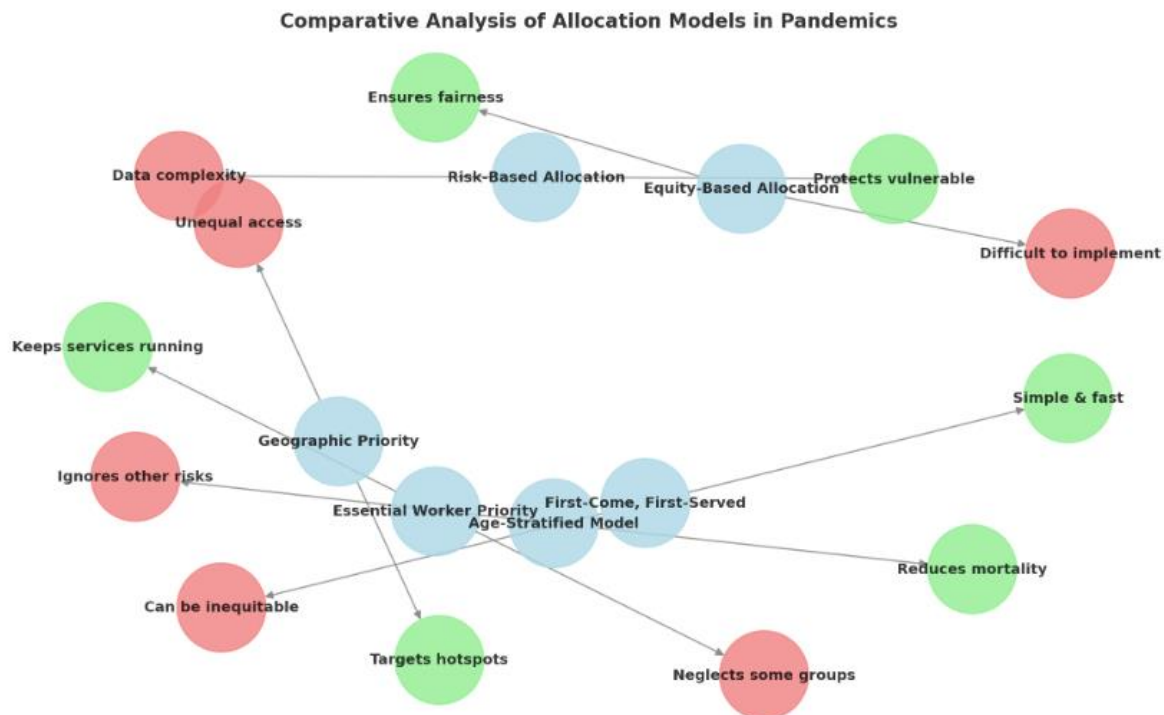 Comparative Analysis of Allocation Models in Pandemics
Ensures fairness
Data complexity
Risk-Based Allocation
Equity-Based Allocation
Protects vulnerable
Unequal access
Difficult to implement
Keeps services running
Simple & fast
Geographic Priority
Ignores other risks
Essential Worker Priority
First-Come, First-Served
Age-Stratified Model
Reduces mortality
Can be inequitable
Targets hotspots
Neglects some groups